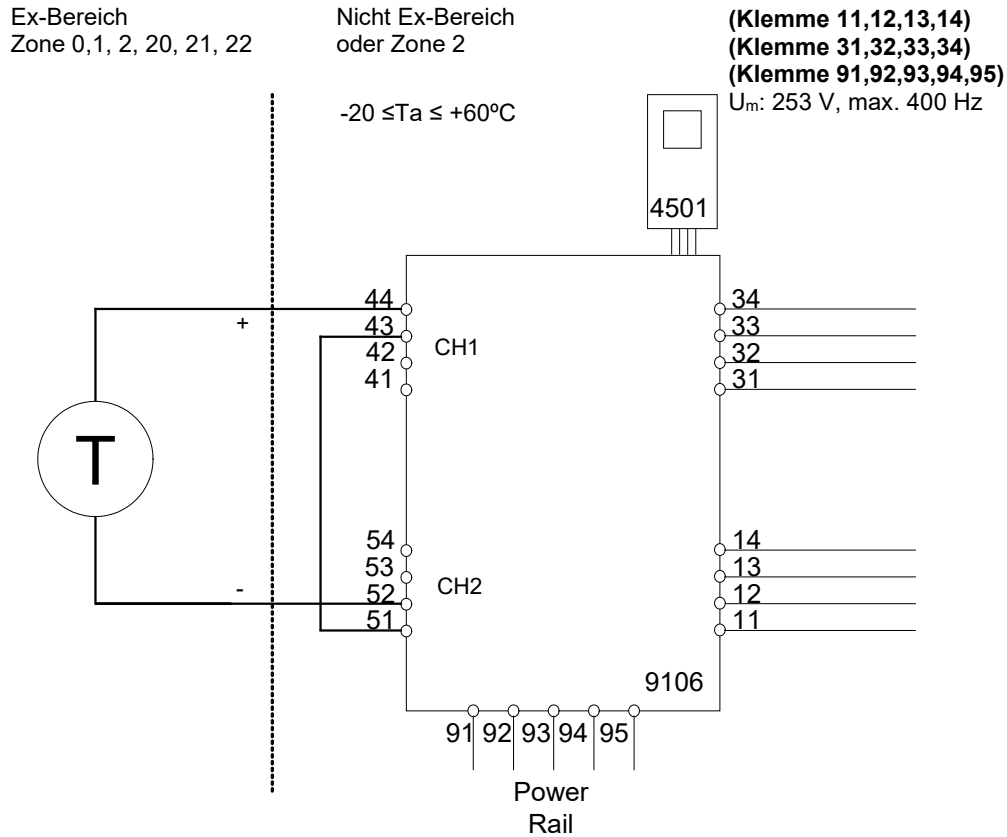 Ex-Bereich
Zone 0,1, 2, 20, 21, 22
Nicht Ex-Bereich
oder Zone 2
-20 ≤Ta ≤ +60ºC
(Klemme 11,12,13,14)
(Klemme 31,32,33,34)
(Klemme 91,92,93,94,95)
Um: 253 V, max. 400 Hz
4501
44
43
42
41
+
CH1
34
33
32
31
T
54
53
52
51
-
CH2
14
13
12
11
9106
91 92 93 94 95
Power
Rail